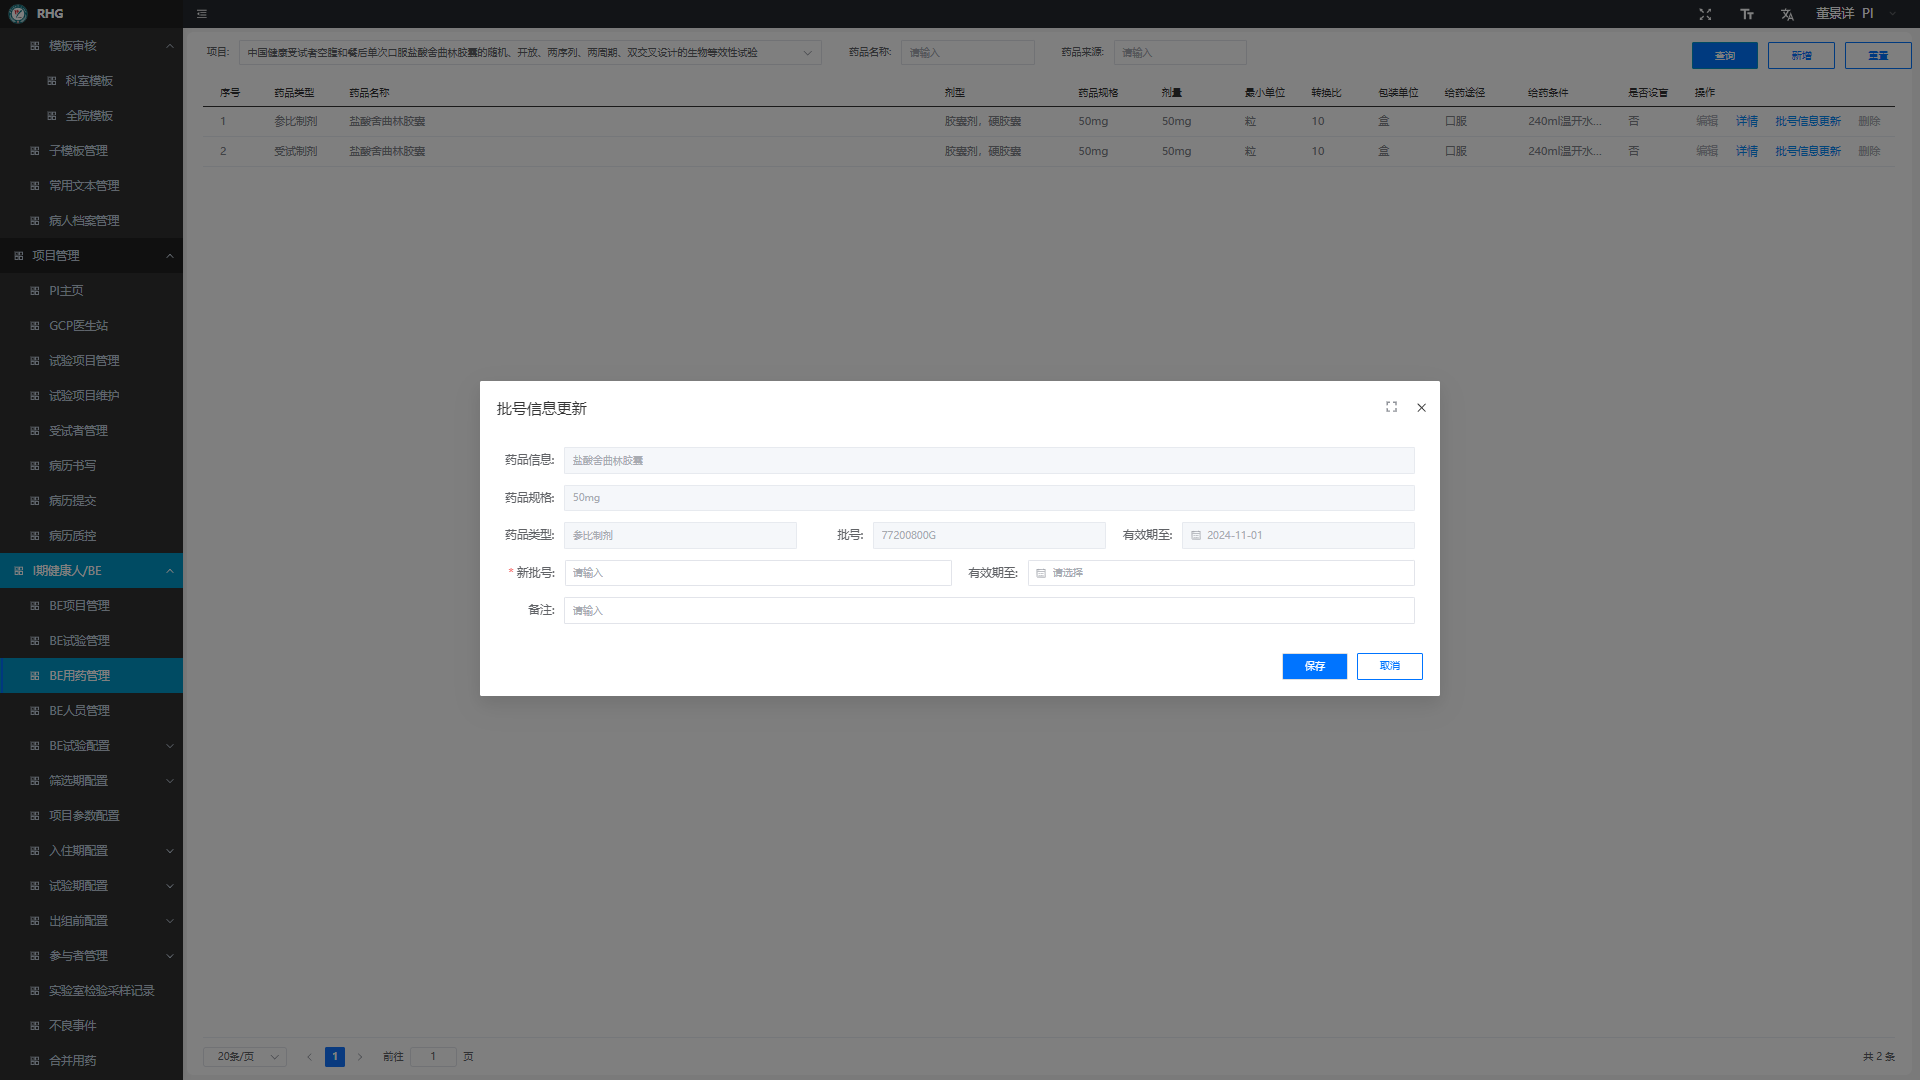 RHG
董景详 PI
模板审核
科室模板
全院模板
子模板管理
常用文本管理
病人档案管理
项目管理
PI主页
GCP医生站
试验项目管理
试验项目维护
受试者管理
病历书写
病历提交
病历质控
I期健康人/BE
BE项目管理
BE试验管理
BE用药管理
BE人员管理
BE试验配置
筛选期配置
项目参数配置
入住期配置
试验期配置
出组前配置
参与者管理
实验室检验采样记录
不良事件
合并用药
项目: 中国健康受试者空腹和餐后单次口服盐酸舍曲林胶囊的随机、开放、两序列、两周期、双交叉设计的生物等效性试验 药品名称: 请输入 药品来源: 请输入 查询 新增 重置
序号 药品类型 药品名称 剂型 药品规格 剂量 最小单位 转换比 包装单位 给药途径 给药条件 是否设盲 操作
1 参比制剂 盐酸舍曲林胶囊 胶囊剂，硬胶囊 50mg 50mg 粒 10 盒 口服 240ml温开水... 否 编辑 详情 批号信息更新 删除
2 受试制剂 盐酸舍曲林胶囊 胶囊剂，硬胶囊 50mg 50mg 粒 10 盒 口服 240ml温开水... 否 编辑 详情 批号信息更新 删除
批号信息更新
药品信息: 盐酸舍曲林胶囊
药品规格: 50mg
药品类型: 参比制剂 批号: 77200800G 有效期至: 2024-11-01
* 新批号: 请输入 有效期至: 请选择
备注: 请输入
保存 取消
20条/页 1 前往 1 页 共 2 条